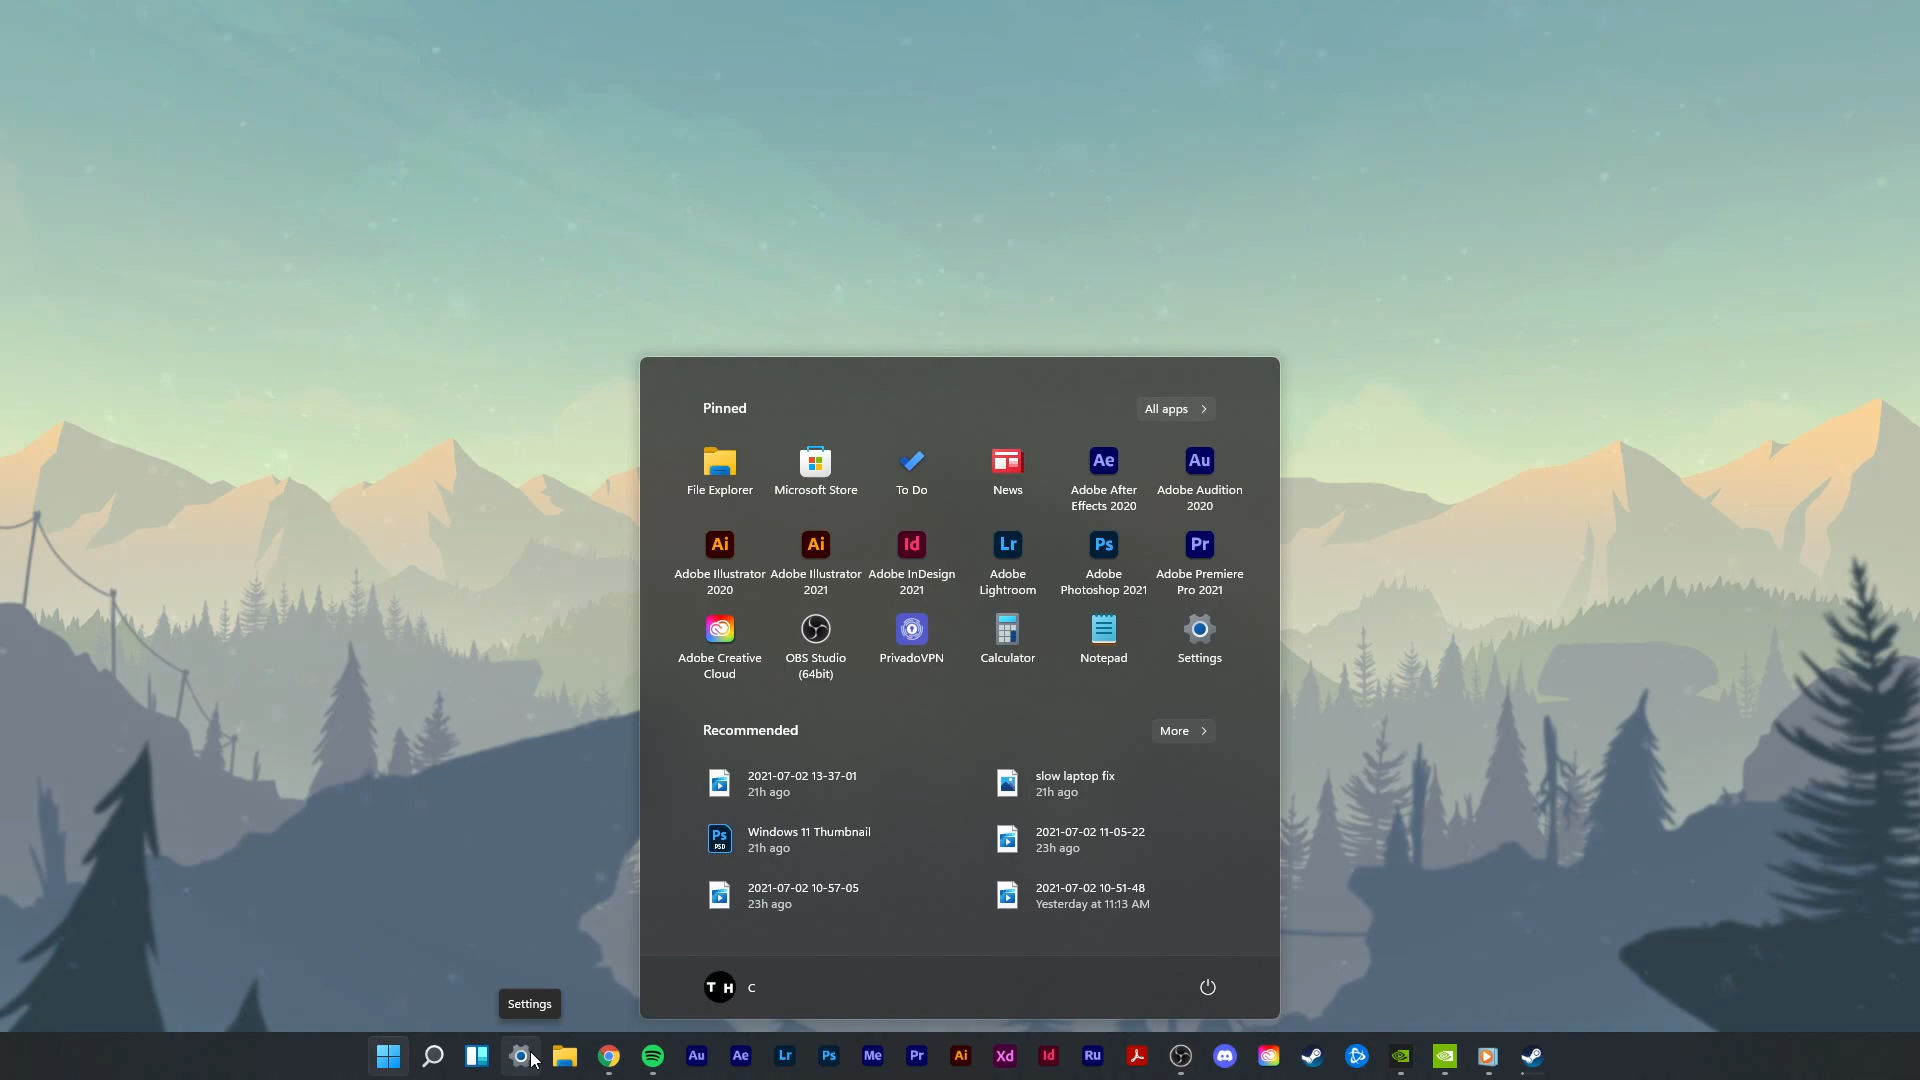 Pinned
All apps
File Explorer
Microsoft Store
To Do
News
Ae
Adobe After
Effects 2020
Au
Adobe Audition
2020
Ai
Adobe Illustrator
2020
Ai
Adobe Illustrator
2021
Id
Adobe InDesign
2021
Lr
Adobe
Lightroom
Ps
Adobe
Photoshop 2021
Pr
Adobe Premiere
Pro 2021
Adobe Creative
Cloud
OBS Studio
(64bit)
PrivadoVPN
Calculator
Notepad
Settings
Recommended
More
2021-07-02 13-37-01
21h ago
slow laptop fix
21h ago
Ps
PSD
Windows 11 Thumbnail
21h ago
2021-07-02 11-05-22
23h ago
2021-07-02 10-57-05
23h ago
2021-07-02 10-51-48
Yesterday at 11:13 AM
T H
C
Settings
Au
Ae
Lr
Ps
Me
Pr
Ai
Xd
Id
Ru